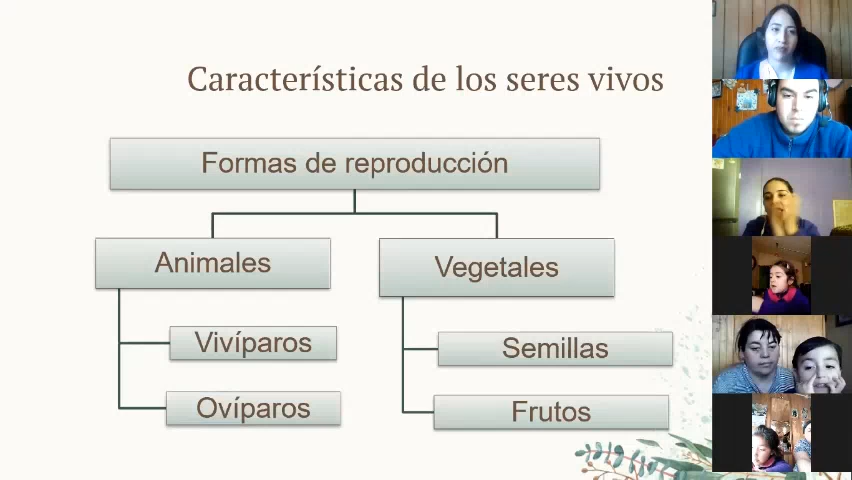 Características de los seres vivos
Formas de reproducción
Animales
Vegetales
Vivíparos
Semillas
Ovíparos
Frutos